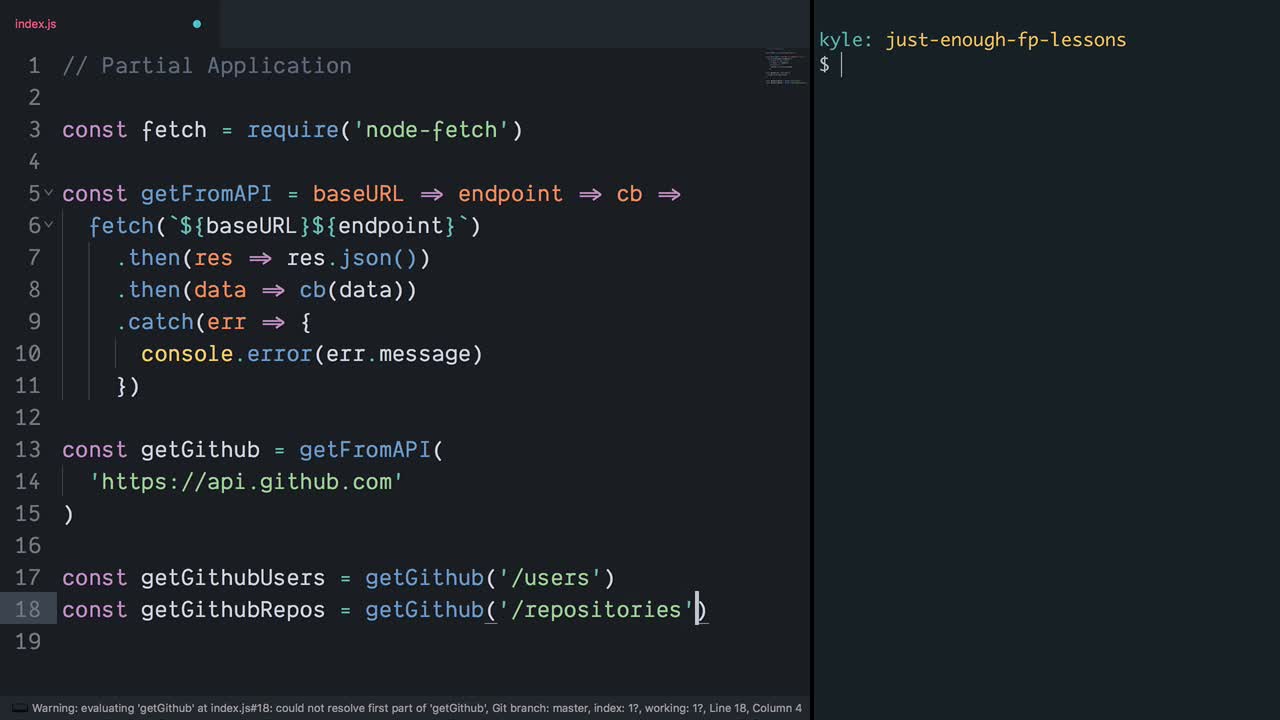 index.js
1 // Partial Application
2
3 const fetch = require('node-fetch')
4
5 const getFromAPI = baseURL => endpoint => cb =>
6 fetch(`${baseURL}${endpoint}`)
7 .then(res => res.json())
8 .then(data => cb(data))
9 .catch(err => {
10 console.error(err.message)
11 })
12
13 const getGithub = getFromAPI(
14 'https://api.github.com'
15 )
16
17 const getGithubUsers = getGithub('/users')
18 const getGithubRepos = getGithub('/repositories')
19
Warning: evaluating 'getGithub' at index.js#18: could not resolve first part of 'getGithub', Git branch: master, index: 1?, working: 1?, Line 18, Column 4
kyle: just-enough-fp-lessons
$